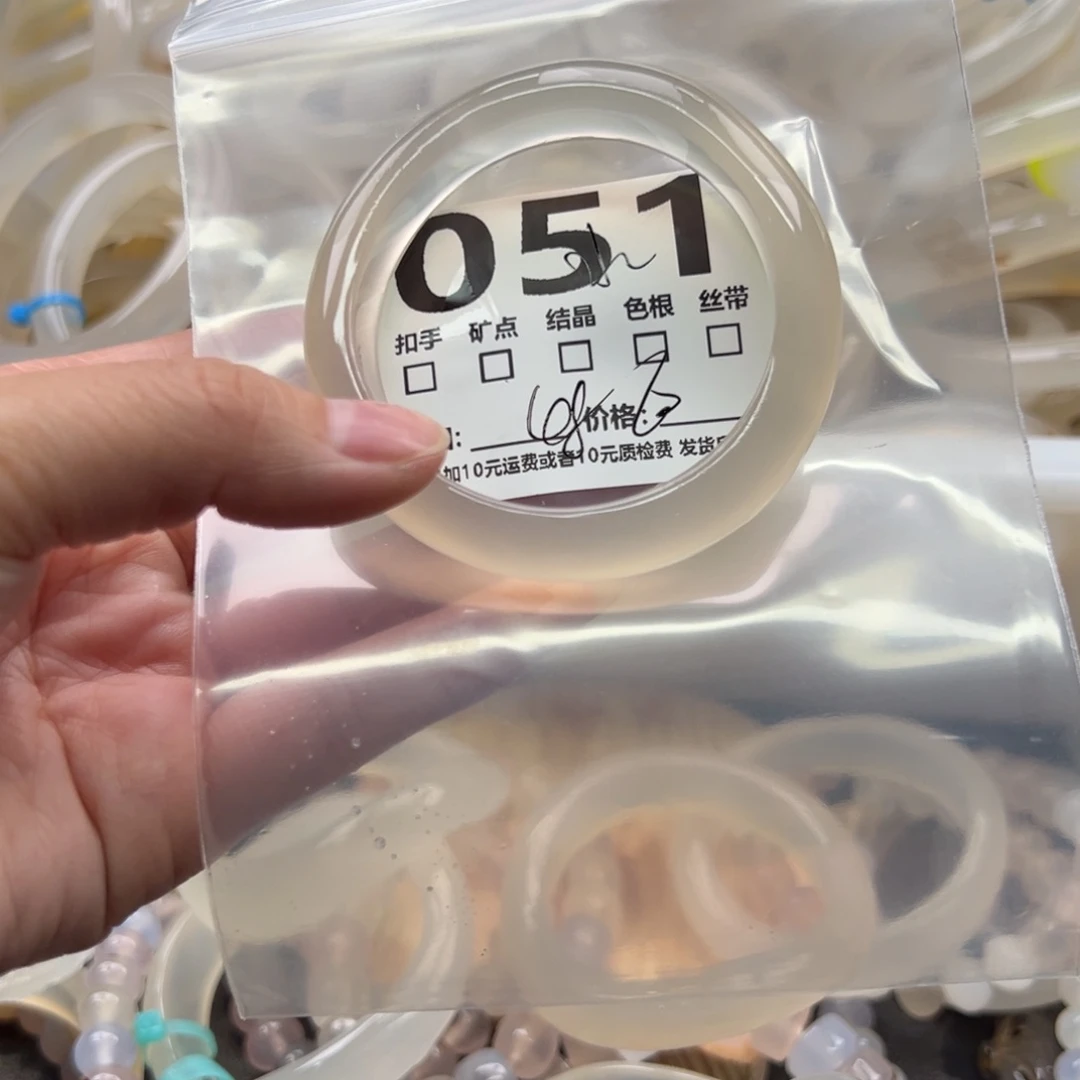 051
扣手 矿点 结晶 色根 丝带
价格:
加10元运费或者10元质检费 发货